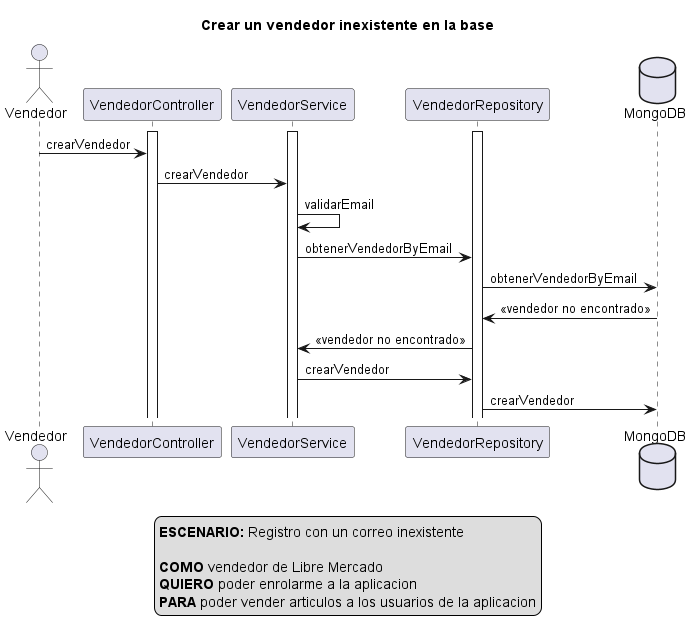 Crear un vendedor inexistente en la base
Vendedor
VendedorController
VendedorService
VendedorRepository
MongoDB
crearVendedor
crearVendedor
validarEmail
obtenerVendedorByEmail
obtenerVendedorByEmail
«vendedor no encontrado»
«vendedor no encontrado»
crearVendedor
crearVendedor
Vendedor
VendedorController
VendedorService
VendedorRepository
MongoDB
ESCENARIO: Registro con un correo inexistente
COMO vendedor de Libre Mercado
QUIERO poder enrolarme a la aplicacion
PARA poder vender articulos a los usuarios de la aplicacion